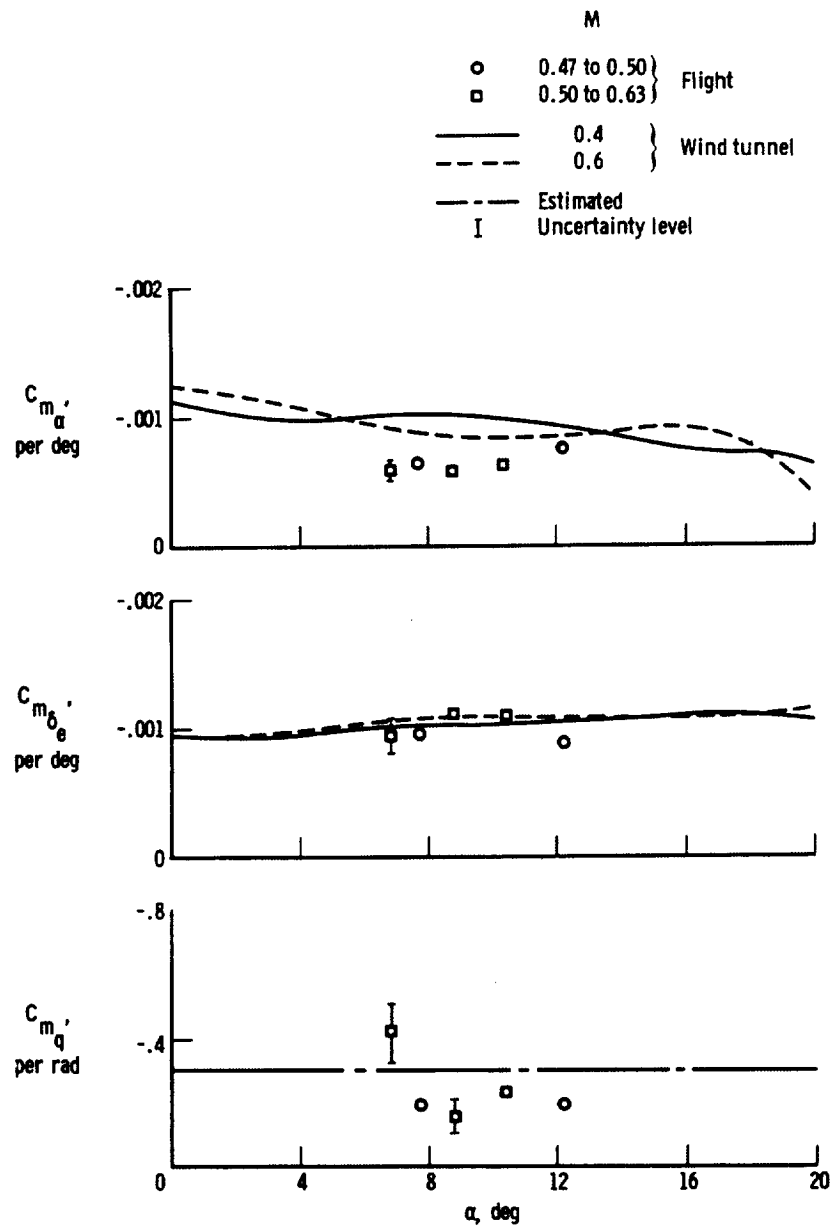 M
0.47 to 0.50 } Flight
0.50 to 0.63
0.4 } Wind tunnel
0.6
Estimated
Uncertainty level
-.002
C_mα,
per deg
-.001
0
-.002
C_mδe,
per deg
-.001
0
-.8
C_mq,
per rad
-.4
0 4 8 12 16 20
α, deg